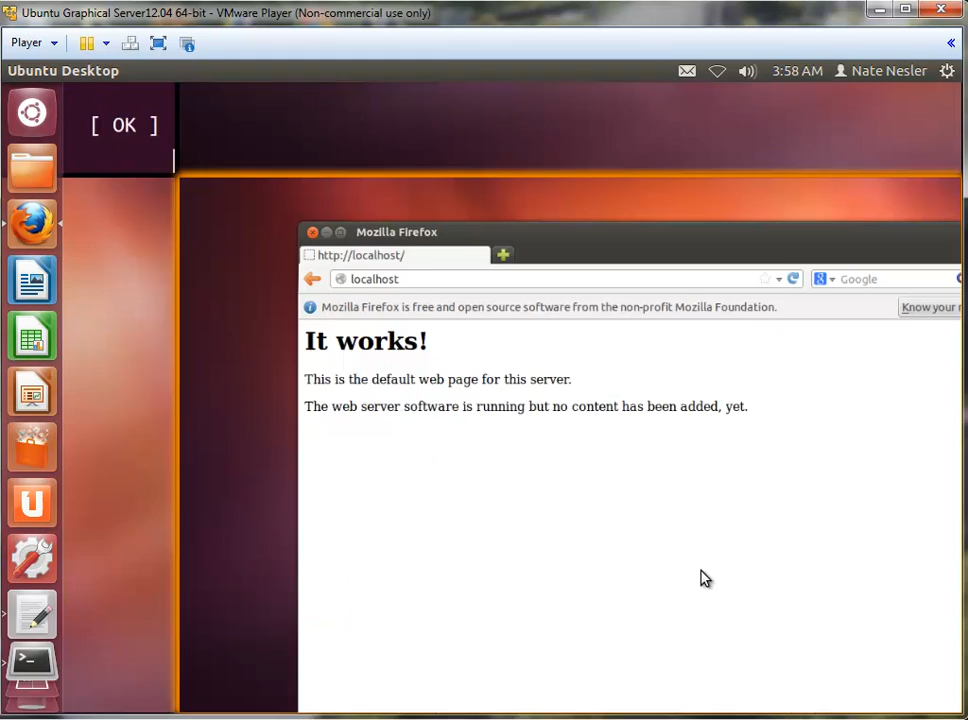 Ubuntu Graphical Server12.04 64-bit - VMware Player (Non-commercial use only)
Player
Ubuntu Desktop
3:58 AM
Nate Nesler
[ OK ]
Mozilla Firefox
http://localhost/
localhost
Google
Mozilla Firefox is free and open source software from the non-profit Mozilla Foundation.
Know your
It works!
This is the default web page for this server.
The web server software is running but no content has been added, yet.